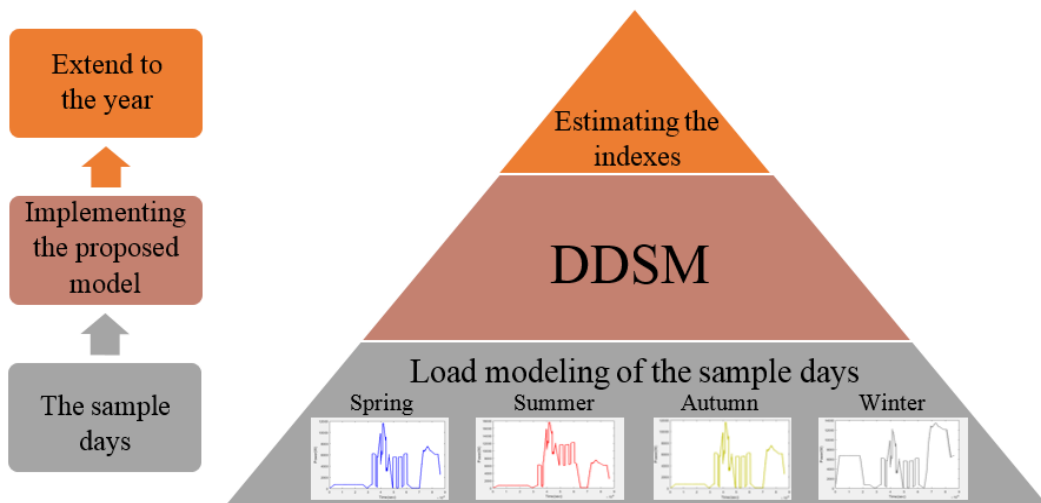 Extend to
the year
Implementing
the proposed
model
The sample
days
Estimating the
indexes
DDSM
Load modeling of the sample days
Spring
Summer
Autumn
Winter